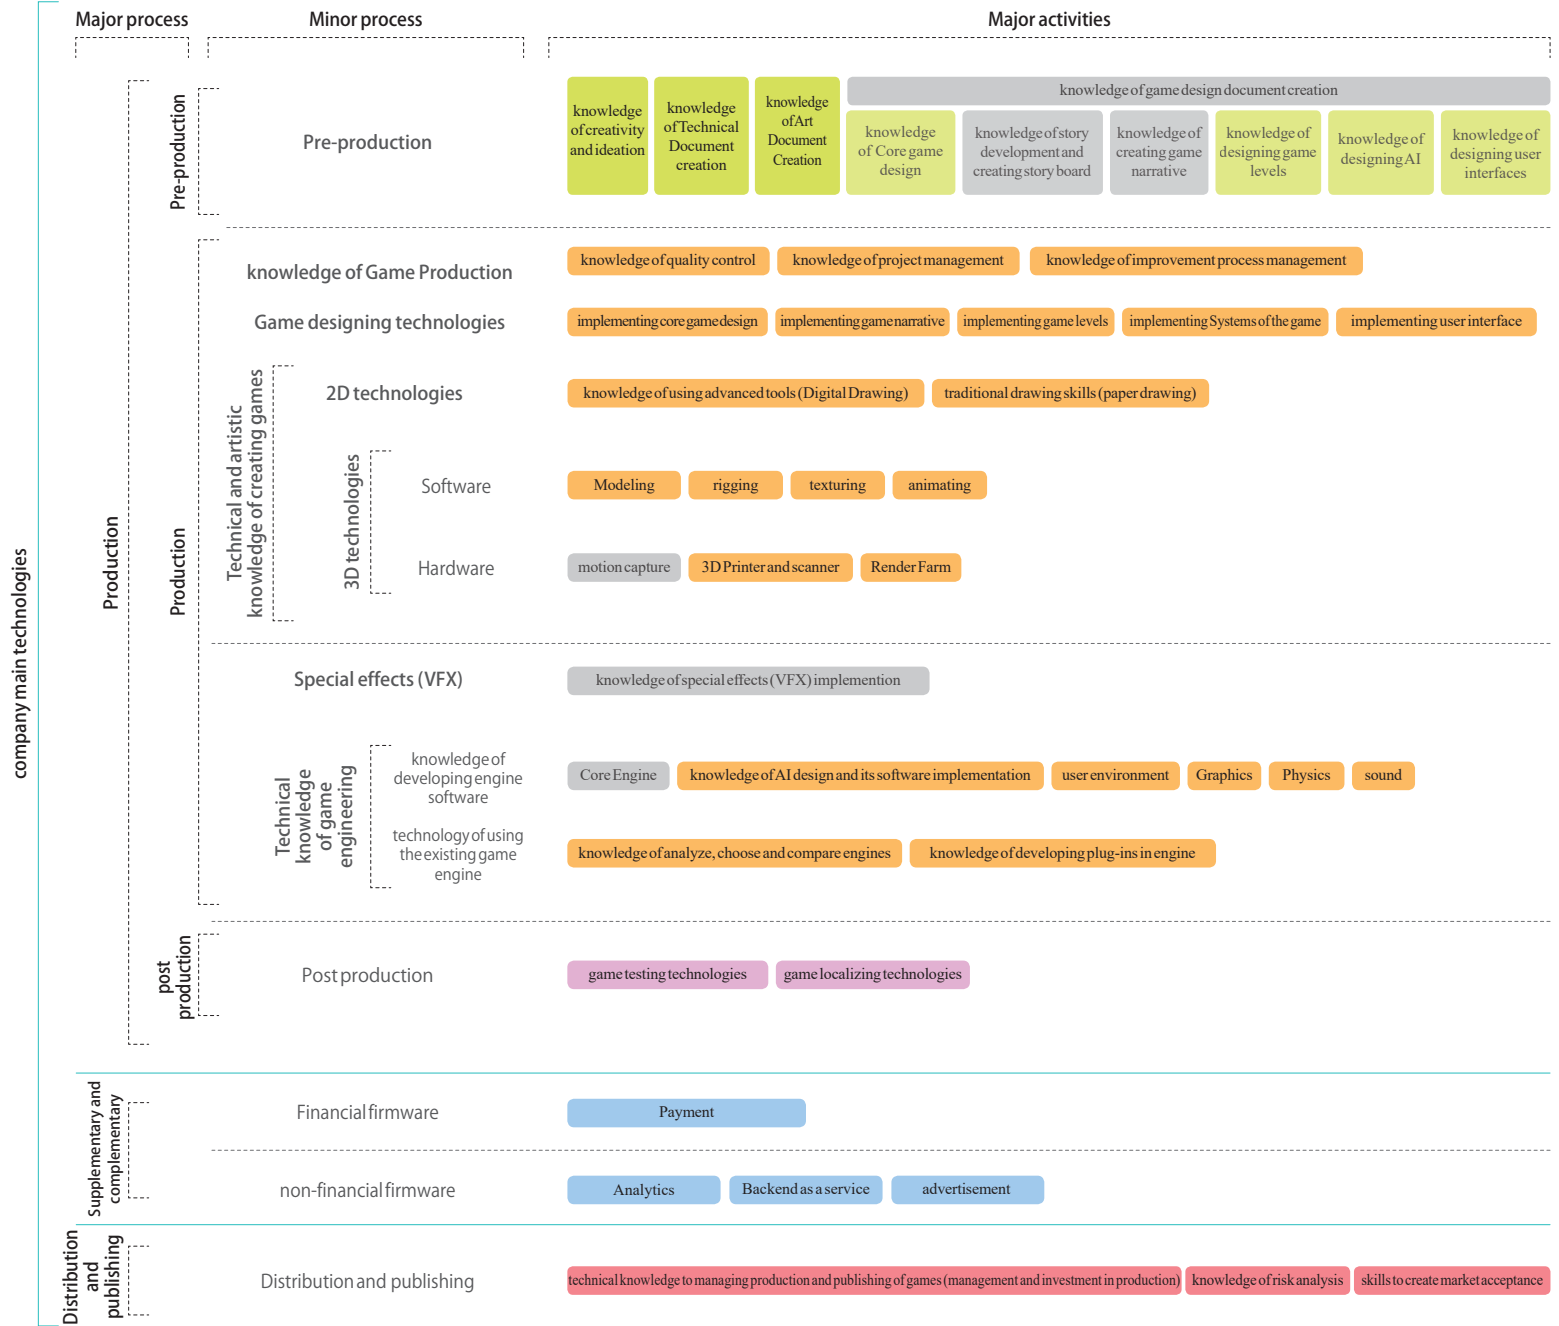 Major process
Minor process
Major activities
company main technologies
Production
Pre-production
Pre-production
knowledge
of creativity
and ideation
knowledge
of Technical
Document
creation
knowledge
of Art
Document
Creation
knowledge of game design document creation
knowledge
of Core game
design
knowledge of story
development and
creating story board
knowledge of
creating game
narrative
knowledge of
designing game
levels
knowledge of
designing AI
knowledge of
designing user
interfaces
Production
knowledge of Game Production
knowledge of quality control
knowledge of project management
knowledge of improvement process management
Game designing technologies
implementing core game design
implementing game narrative
implementing game levels
implementing Systems of the game
implementing user interface
Technical and artistic
knowledge of creating games
2D technologies
knowledge of using advanced tools (Digital Drawing)
traditional drawing skills (paper drawing)
3D technologies
Software
Modeling
rigging
texturing
animating
Hardware
motion capture
3D Printer and scanner
Render Farm
Special effects (VFX)
knowledge of special effects (VFX) implemention
Technical
knowledge
of game
engineering
knowledge of
developing engine
software
Core Engine
knowledge of AI design and its software implementation
user environment
Graphics
Physics
sound
technology of using
the existing game
engine
knowledge of analyze, choose and compare engines
knowledge of developing plug-ins in engine
post
production
Post production
game testing technologies
game localizing technologies
Supplementary and
complementary
Financial firmware
Payment
non-financial firmware
Analytics
Backend as a service
advertisement
Distribution
and
publishing
Distribution and publishing
technical knowledge to managing production and publishing of games (management and investment in production)
knowledge of risk analysis
skills to create market acceptance